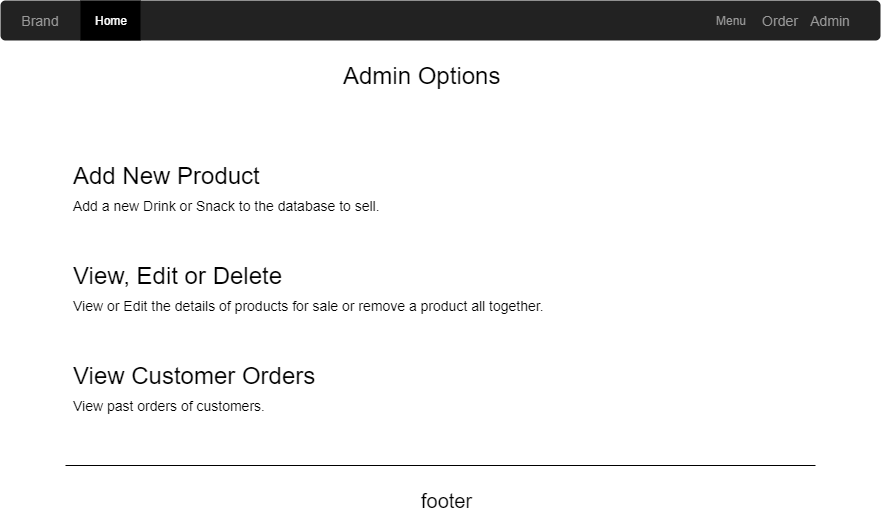 Brand Home Menu Order Admin
Admin Options
Add New Product
Add a new Drink or Snack to the database to sell.
View, Edit or Delete
View or Edit the details of products for sale or remove a product all together.
View Customer Orders
View past orders of customers.
footer